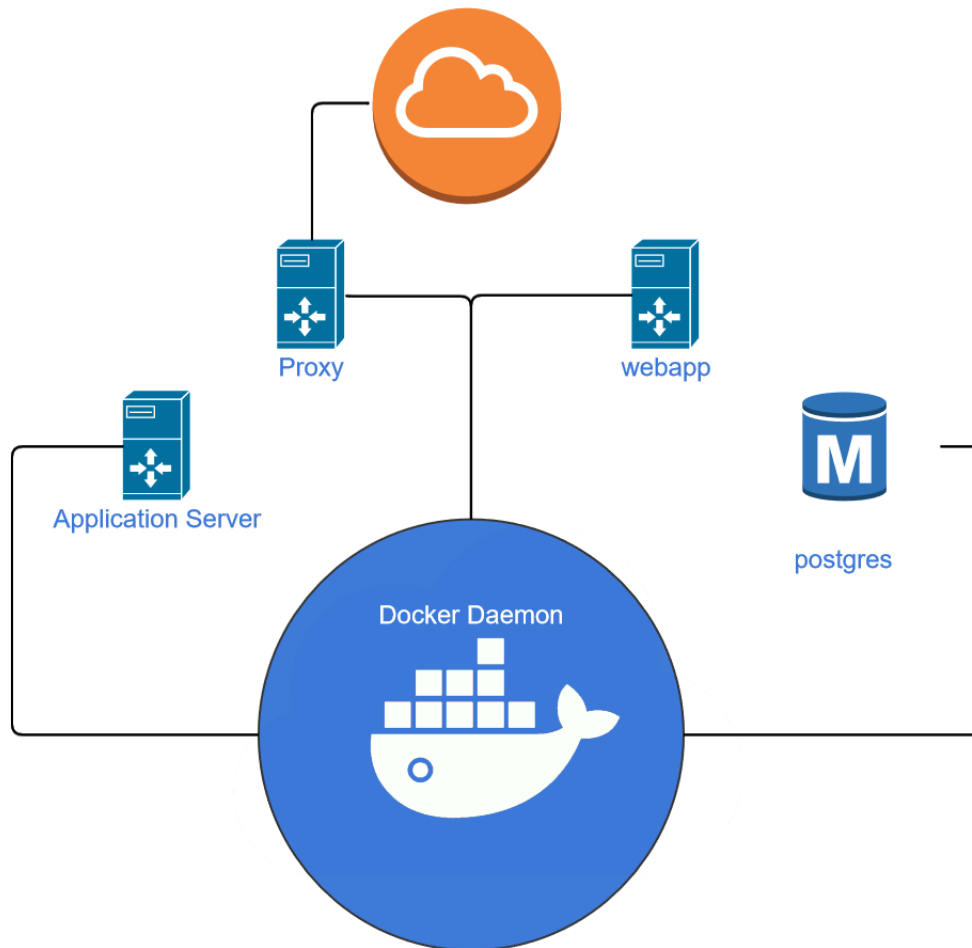 Proxy
webapp
Application Server
M
postgres
Docker Daemon